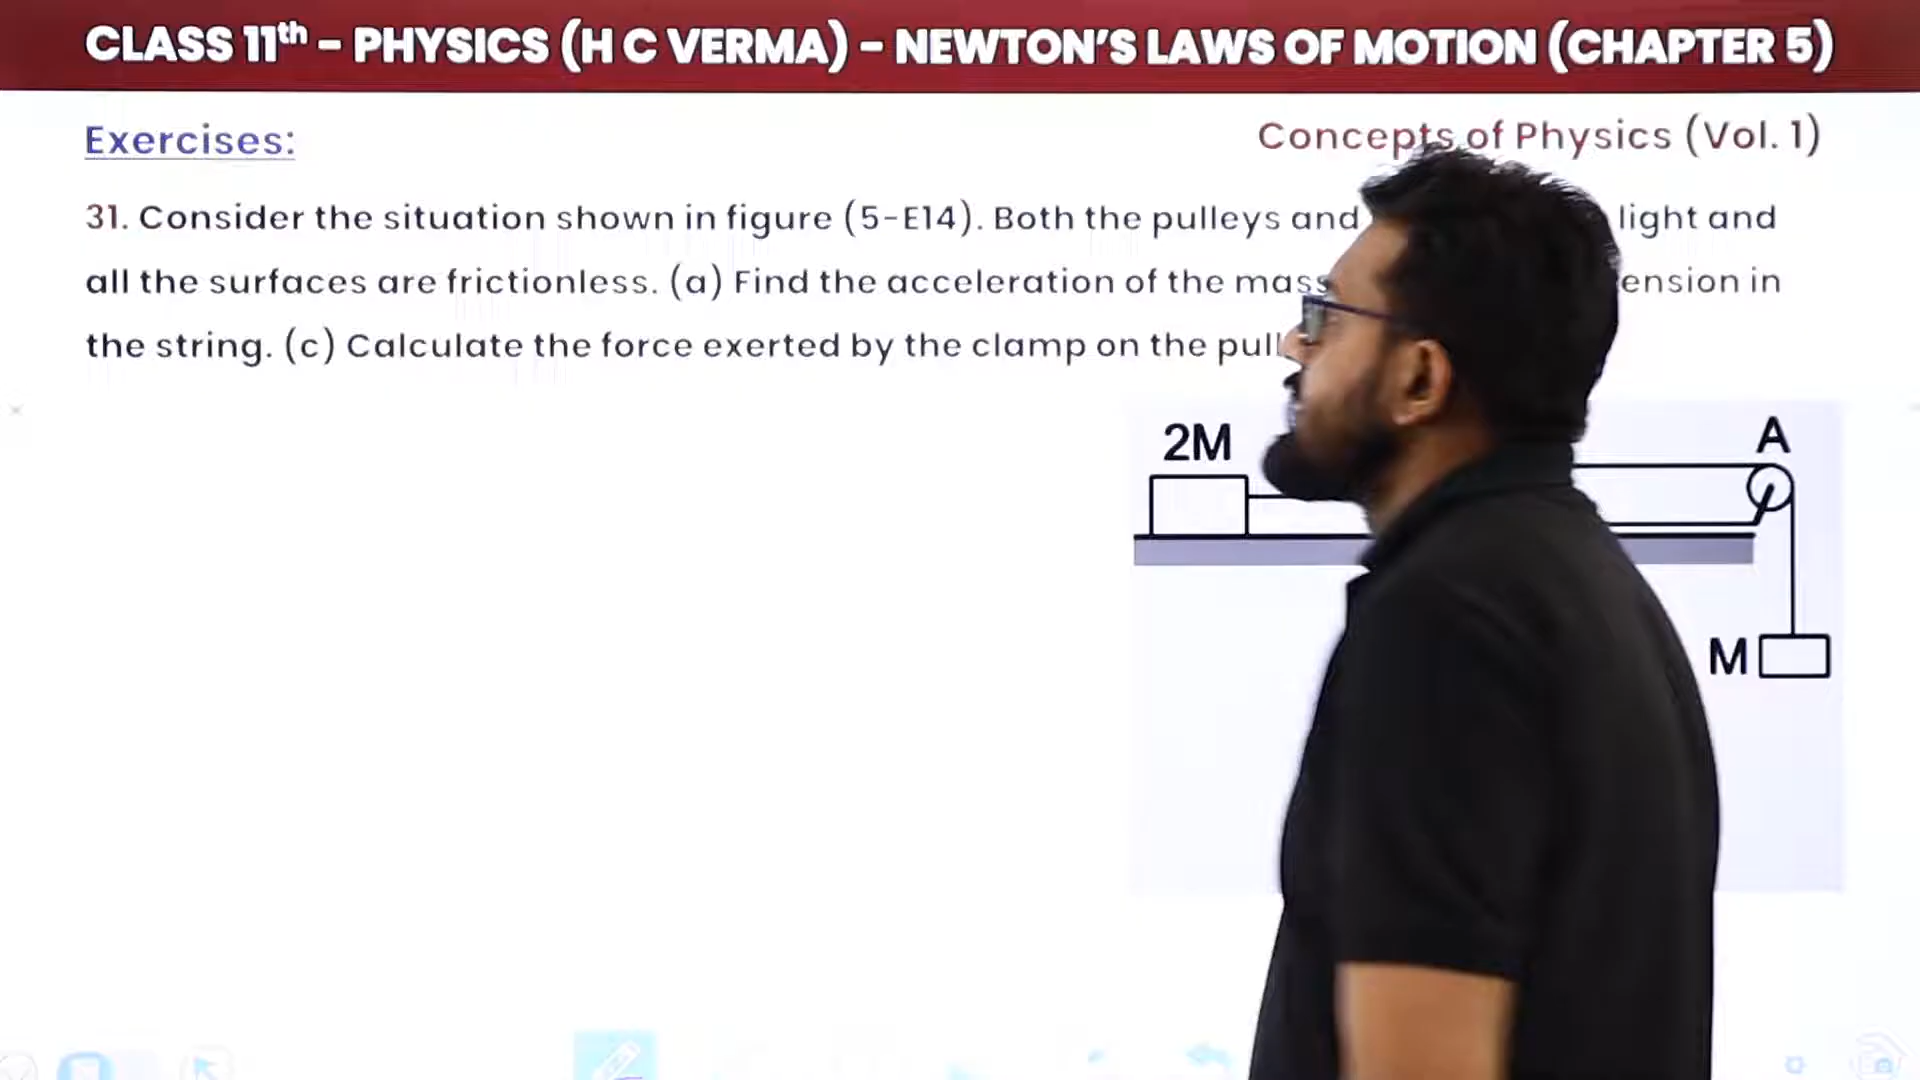 CLASS 11th - PHYSICS (H C VERMA) - NEWTON'S LAWS OF MOTION (CHAPTER 5)
Exercises:
Concepts of Physics (Vol. 1)
31. Consider the situation shown in figure (5-E14). Both the pulleys and light and
all the surfaces are frictionless. (a) Find the acceleration of the mass in
the string. (c) Calculate the force exerted by the clamp on the
2M
A
M